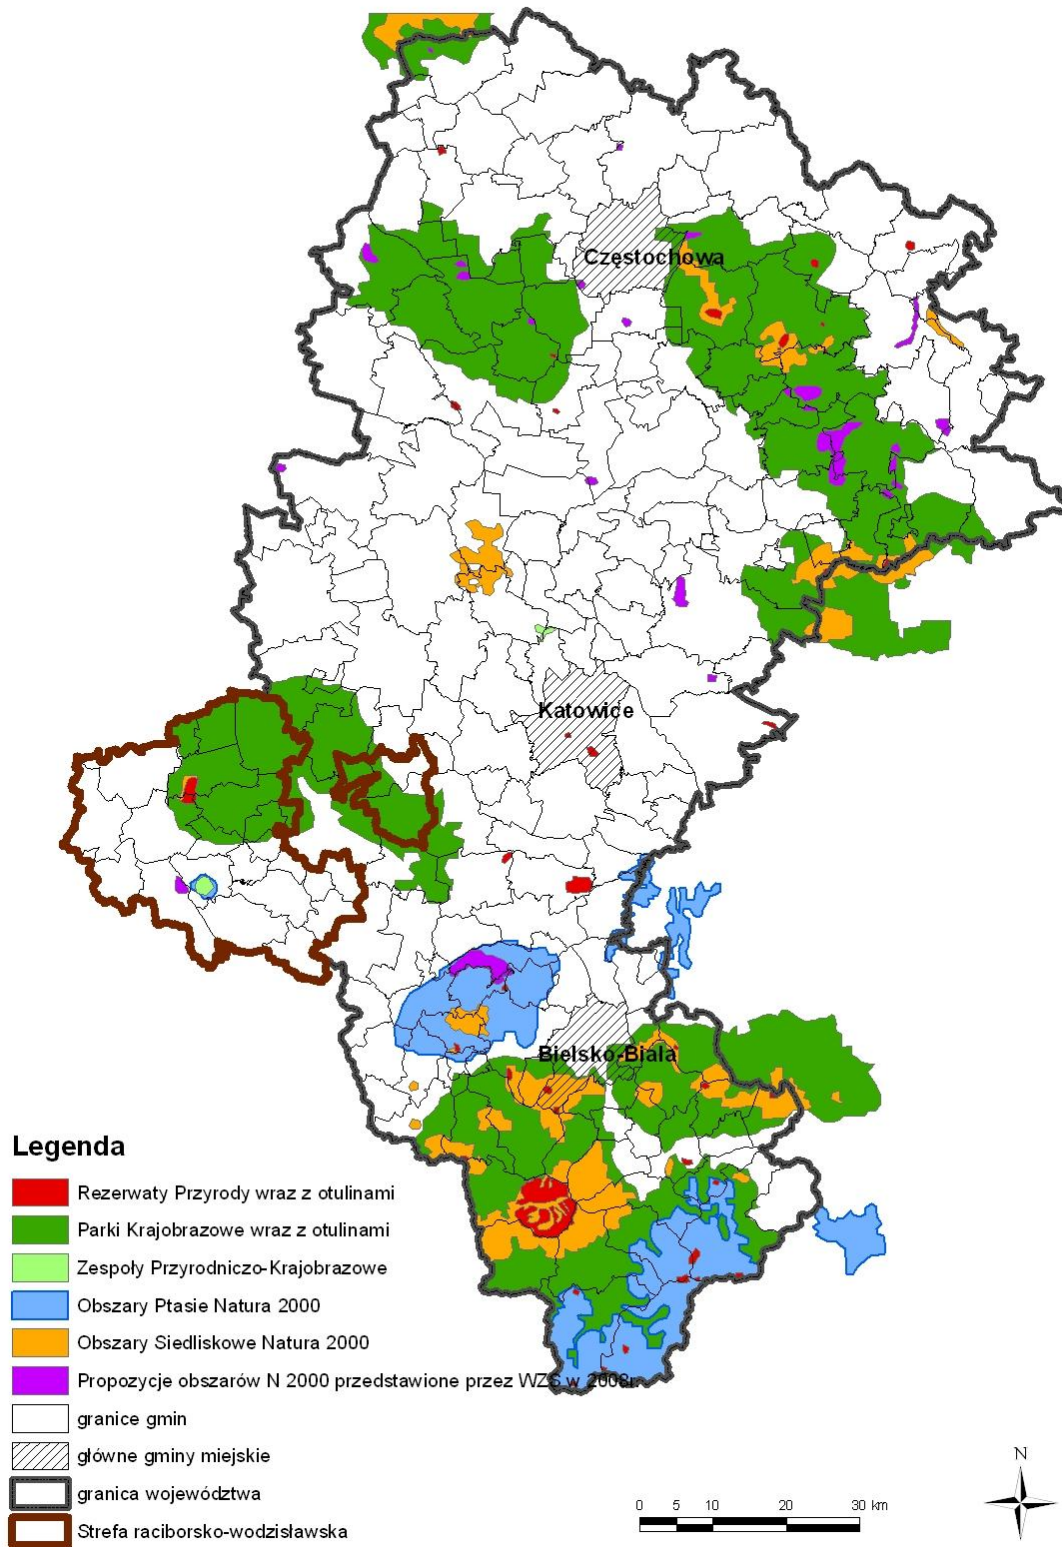 Częstochowa
Katowice
Bielsko-Biala
Legenda
Rezerwaty Przyrody wraz z otulinami
Parki Krajobrazowe wraz z otulinami
Zespoły Przyrodniczo-Krajobrazowe
Obszary Ptasie Natura 2000
Obszary Siedliskowe Natura 2000
Propozycje obszarów N 2000 przedstawione przez WZS w 2008r.
granice gmin
główne gminy miejskie
granica województwa
Strefa raciborsko-wodzisławska
N
0 5 10 20 30 km